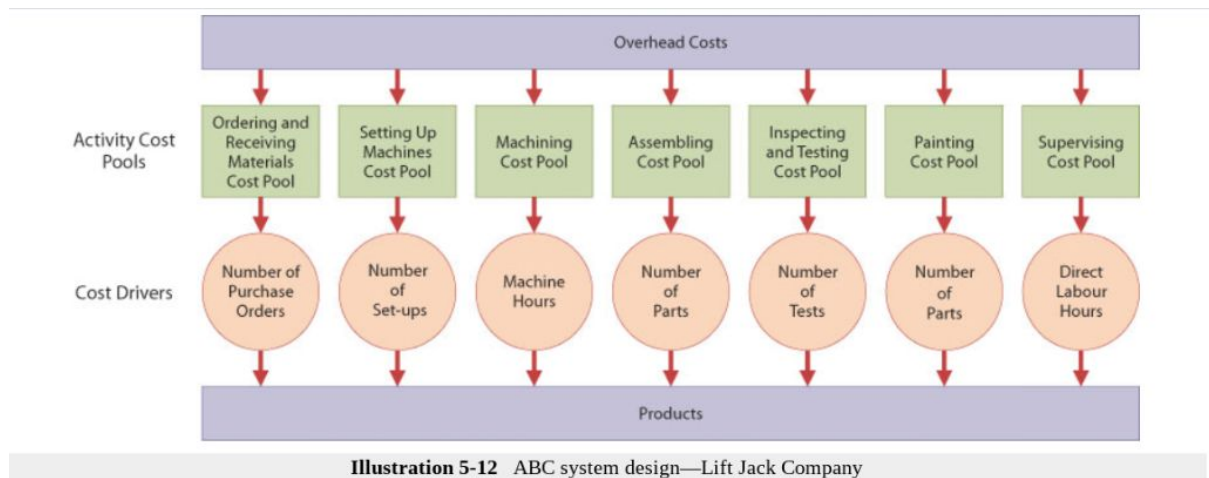 Overhead Costs
Activity Cost
Pools
Ordering and
Receiving
Materials
Cost Pool
Setting Up
Machines
Cost Pool
Machining
Cost Pool
Assembling
Cost Pool
Inspecting
and Testing
Cost Pool
Painting
Cost Pool
Supervising
Cost Pool
Cost Drivers
Number of
Purchase
Orders
Number
of
Set-ups
Machine
Hours
Number
of
Parts
Number
of
Tests
Number
of
Parts
Direct
Labour
Hours
Products
Illustration 5-12 ABC system design—Lift Jack Company